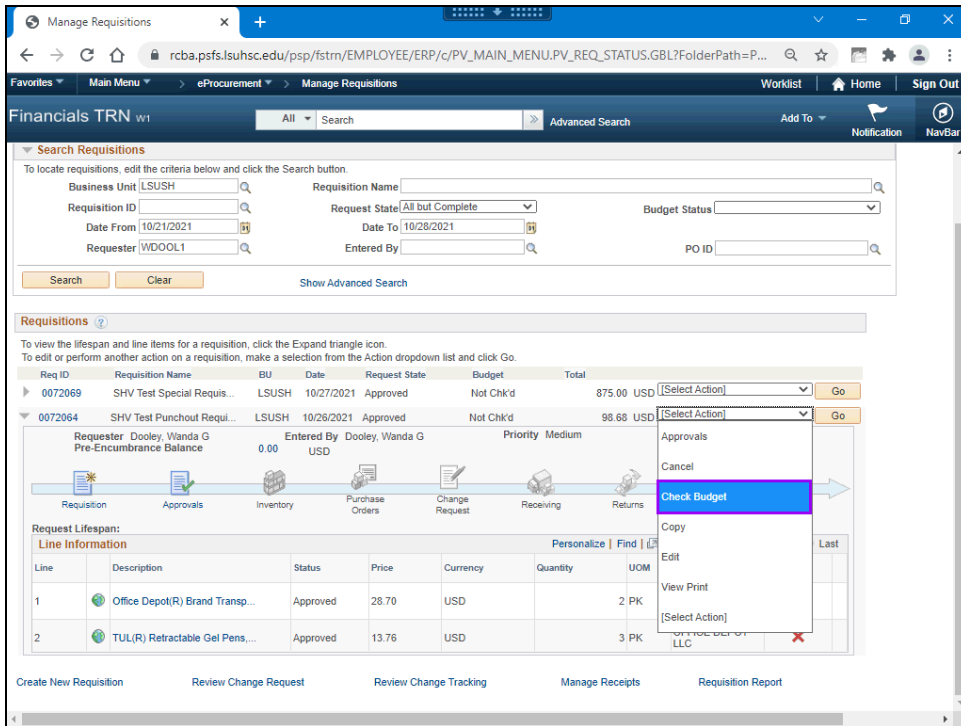 Manage Requisitions
rcba.psfs.lsuhsc.edu/psp/fstrn/EMPLOYEE/ERP/c/PV_MAIN_MENU.PV_REQ_STATUS.GBL?FolderPath=P...
Favorites Main Menu > eProcurement > Manage Requisitions Worklist Home Sign Out
Financials TRN W1 All Search Advanced Search Add To Notification NavBar
Search Requisitions
To locate requisitions, edit the criteria below and click the Search button.
Business Unit LSUSH Requisition Name
Requisition ID Request State All but Complete Budget Status
Date From 10/21/2021 Date To 10/28/2021
Requester WDOOL1 Entered By PO ID
Search Clear Show Advanced Search
Requisitions ?
To view the lifespan and line items for a requisition, click the Expand triangle icon.
To edit or perform another action on a requisition, make a selection from the Action dropdown list and click Go.
Req ID Requisition Name BU Date Request State Budget Total
0072069 SHV Test Special Requis... LSUSH 10/27/2021 Approved Not Chk'd 875.00 USD [Select Action] Go
0072064 SHV Test Punchout Requi... LSUSH 10/26/2021 Approved Not Chk'd 98.68 USD [Select Action] Go
Requester Dooley, Wanda G Entered By Dooley, Wanda G Priority Medium
Pre-Encumbrance Balance 0.00 USD
Approvals
Cancel
Check Budget
Copy
Edit
View Print
[Select Action]
Requisition Approvals Inventory Purchase Orders Change Request Receiving Returns
Request Lifespan:
Line Information Personalize | Find | Last
Line Description Status Price Currency Quantity UOM
1 Office Depot(R) Brand Transp... Approved 28.70 USD 2 PK
2 TUL(R) Retractable Gel Pens,... Approved 13.76 USD 3 PK OFFICE DEPOT LLC
Create New Requisition Review Change Request Review Change Tracking Manage Receipts Requisition Report